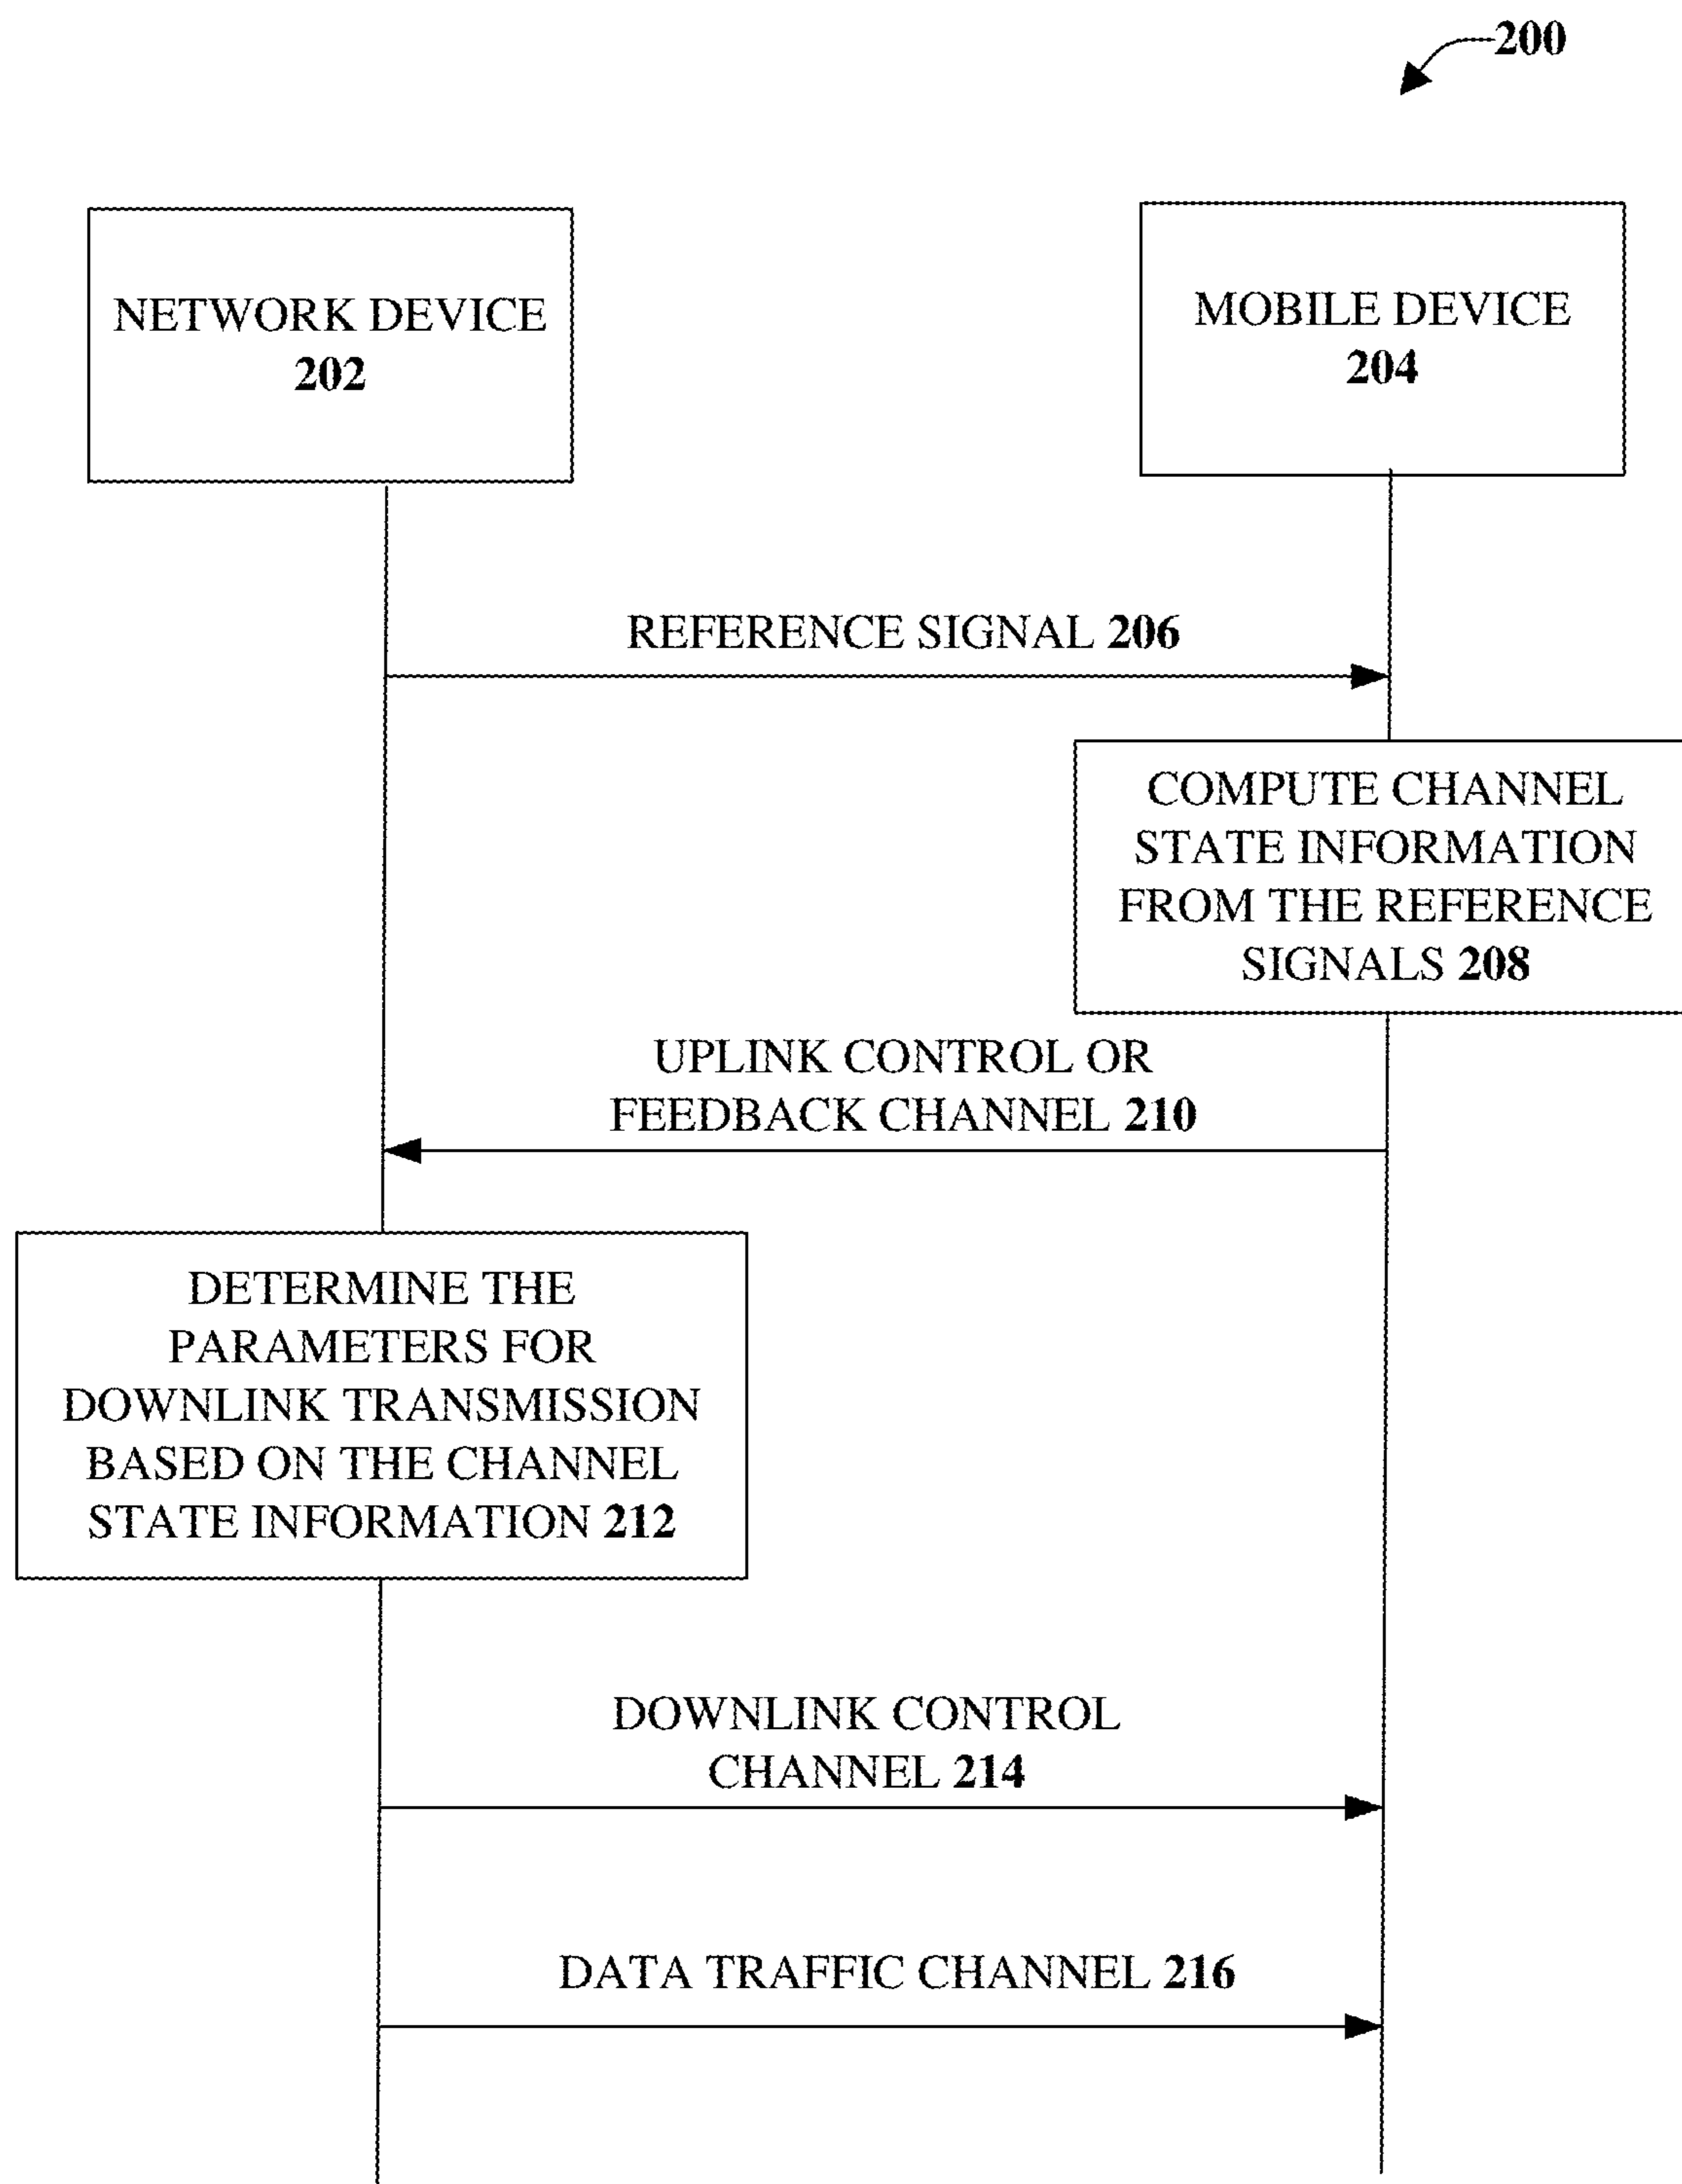 200
NETWORK DEVICE
202
MOBILE DEVICE
204
REFERENCE SIGNAL 206
COMPUTE CHANNEL
STATE INFORMATION
FROM THE REFERENCE
SIGNALS 208
UPLINK CONTROL OR
FEEDBACK CHANNEL 210
DETERMINE THE
PARAMETERS FOR
DOWNLINK TRANSMISSION
BASED ON THE CHANNEL
STATE INFORMATION 212
DOWNLINK CONTROL
CHANNEL 214
DATA TRAFFIC CHANNEL 216